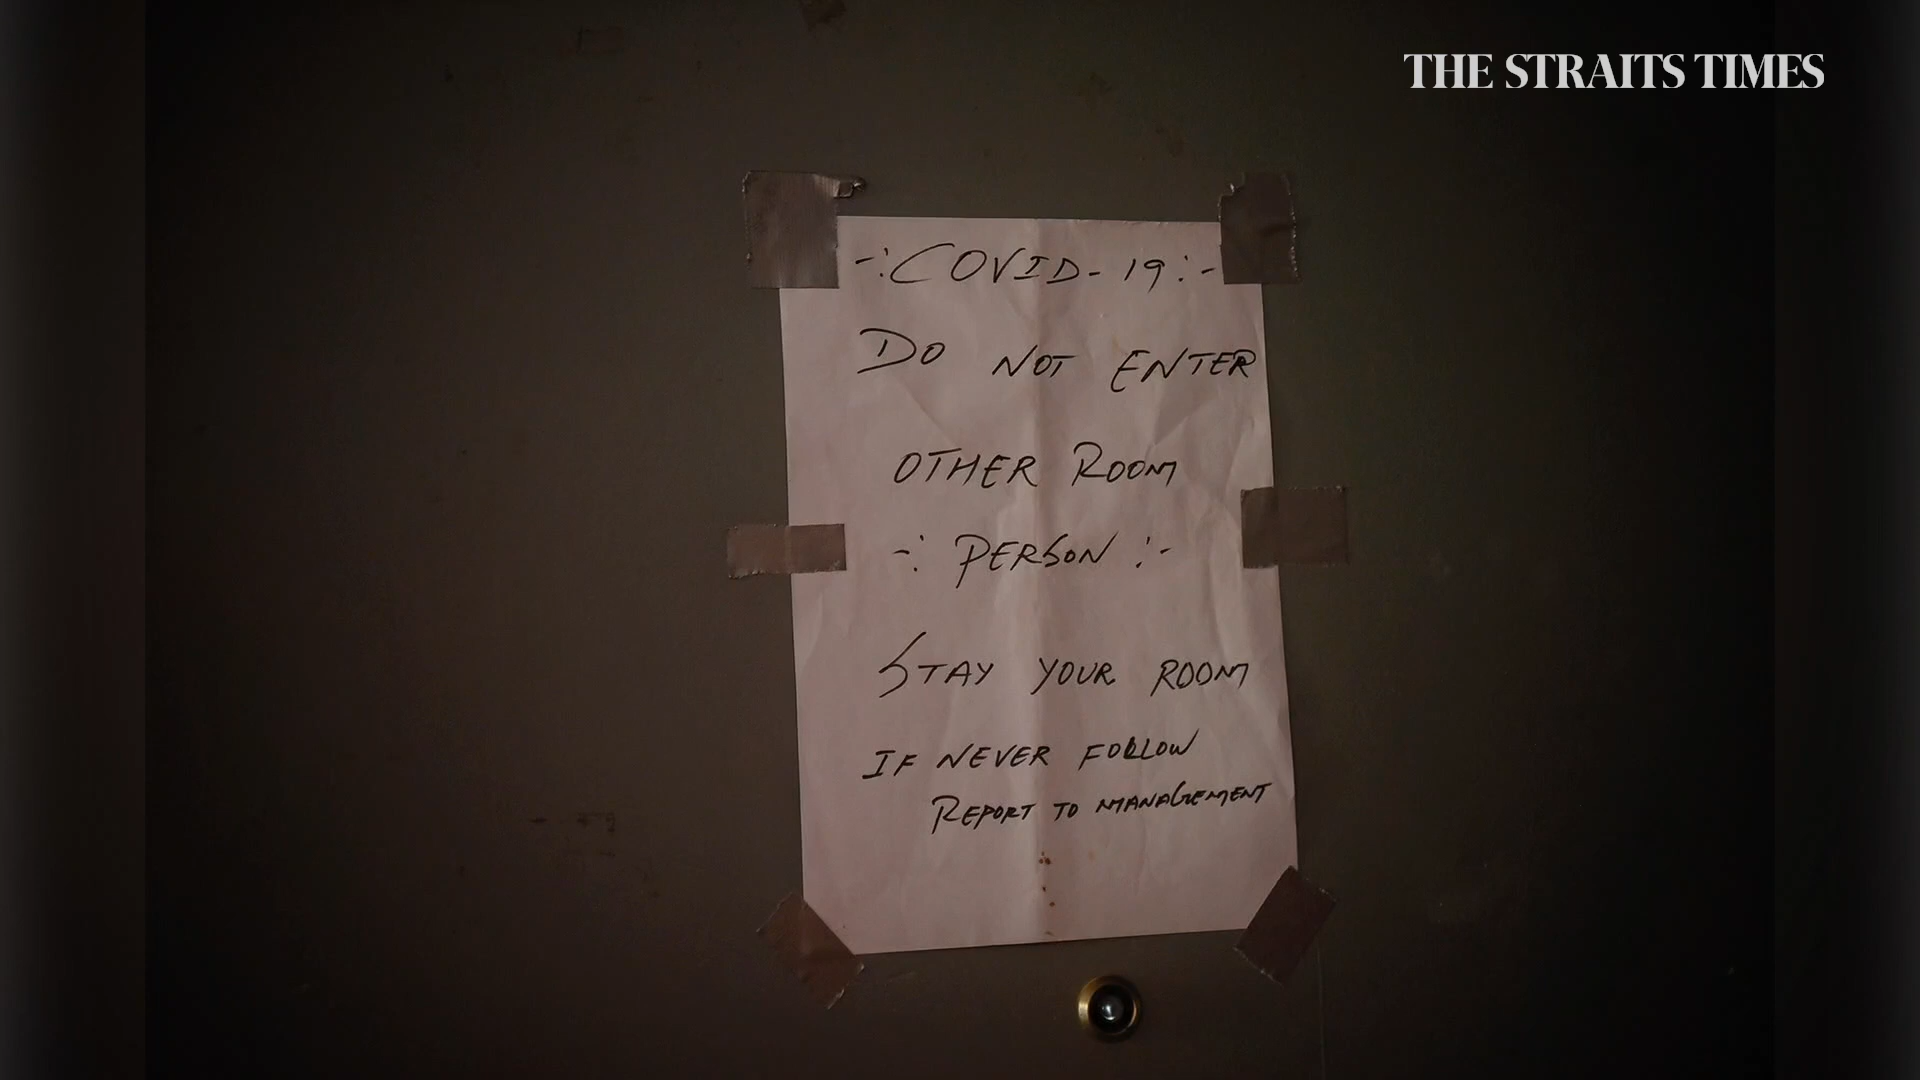 THE STRAITS TIMES
-:COVID-19:-
DO NOT ENTER
OTHER ROOM
-: PERSON :-
STAY YOUR ROOM
IF NEVER FOLLOW
REPORT TO MANAGEMENT